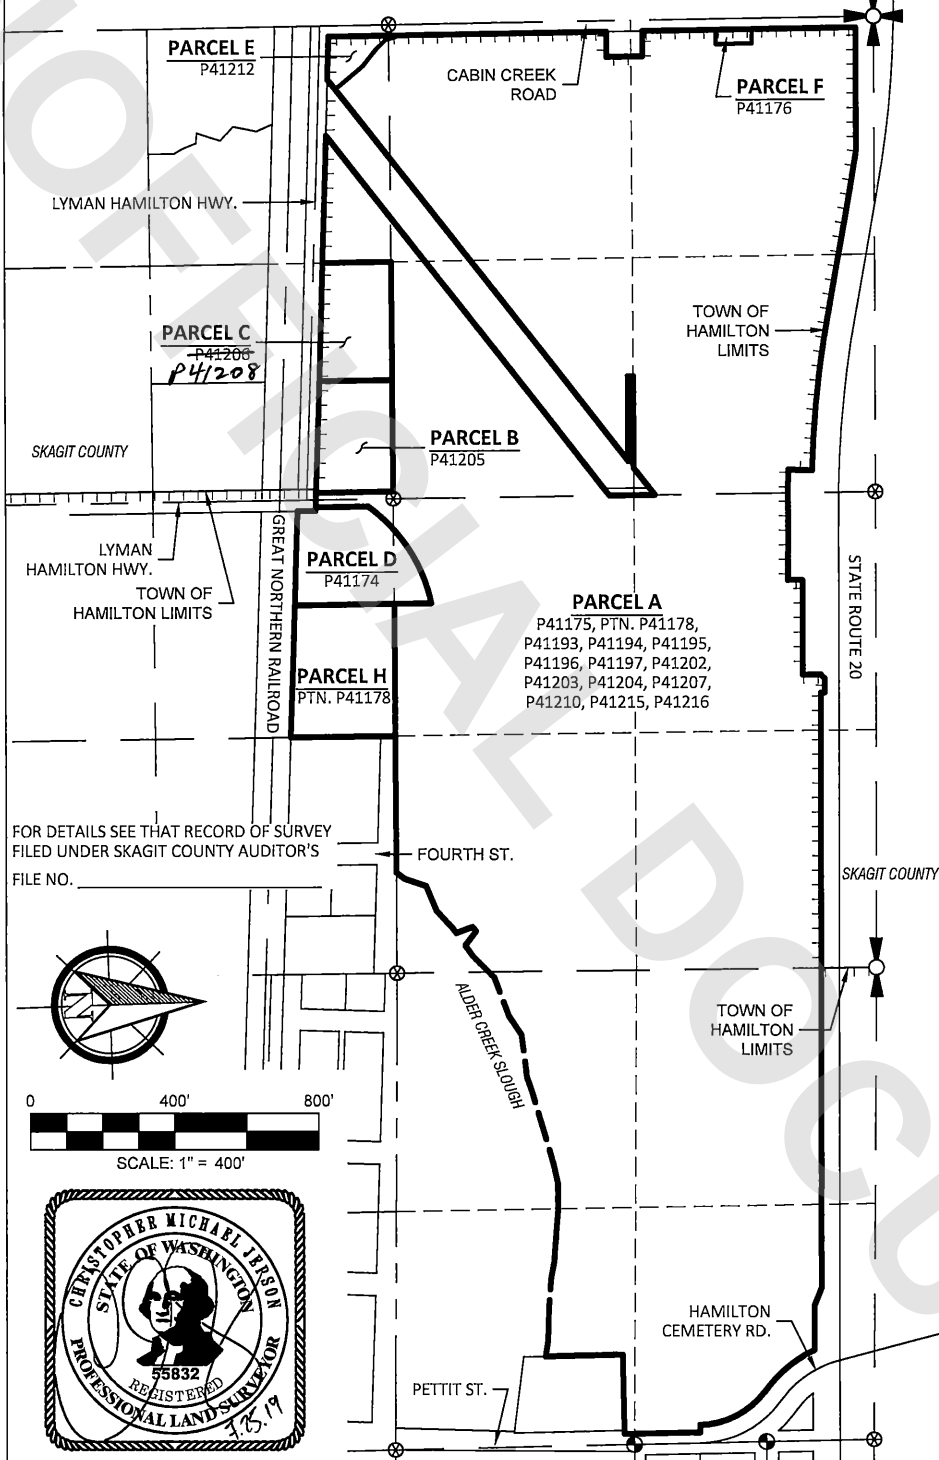 UNOFFICIAL DOCU
PARCEL E
P41212
CABIN CREEK
ROAD
PARCEL F
P41176
LYMAN HAMILTON HWY.
TOWN OF
HAMILTON
LIMITS
PARCEL C
P41206
P41208
SKAGIT COUNTY
PARCEL B
P41205
LYMAN
HAMILTON HWY.
TOWN OF
HAMILTON LIMITS
GREAT NORTHERN RAILROAD
PARCEL D
P41174
PARCEL A
P41175, PTN. P41178,
P41193, P41194, P41195,
P41196, P41197, P41202,
P41203, P41204, P41207,
P41210, P41215, P41216
STATE ROUTE 20
PARCEL H
PTN. P41178
FOR DETAILS SEE THAT RECORD OF SURVEY
FILED UNDER SKAGIT COUNTY AUDITOR'S
FILE NO.
FOURTH ST.
SKAGIT COUNTY
N
ALDER CREEK SLOUGH
TOWN OF
HAMILTON
LIMITS
0 400' 800'
SCALE: 1" = 400'
CHRISTOPHER MICHAEL JEPSON
STATE OF WASHINGTON
55832
REGISTERED
PROFESSIONAL LAND SURVEYOR
7.25.19
HAMILTON
CEMETERY RD.
PETTIT ST.